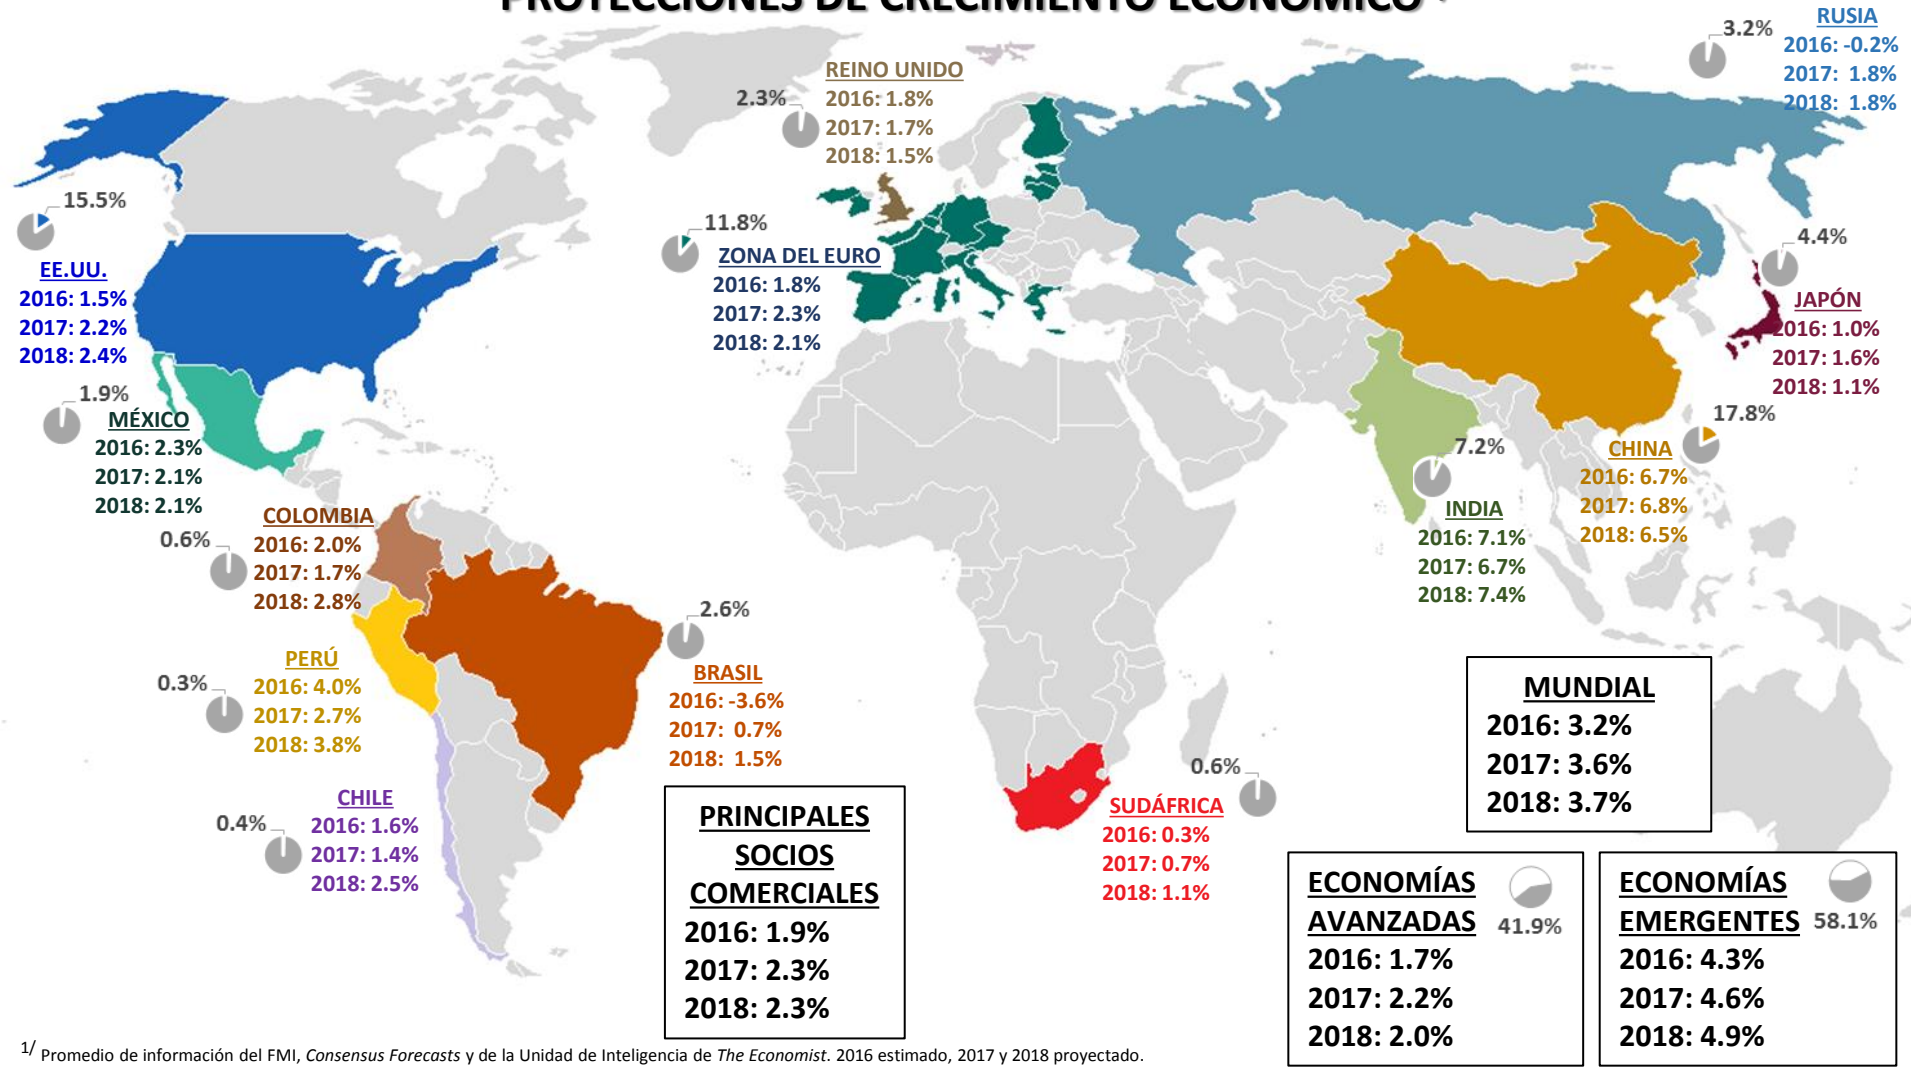 PROYECCIONES DE CRECIMIENTO ECONÓMICO
3.2%
RUSIA
2016: -0.2%
2017: 1.8%
2018: 1.8%
2.3%
REINO UNIDO
2016: 1.8%
2017: 1.7%
2018: 1.5%
15.5%
EE.UU.
2016: 1.5%
2017: 2.2%
2018: 2.4%
11.8%
ZONA DEL EURO
2016: 1.8%
2017: 2.3%
2018: 2.1%
4.4%
JAPÓN
2016: 1.0%
2017: 1.6%
2018: 1.1%
1.9%
MÉXICO
2016: 2.3%
2017: 2.1%
2018: 2.1%
17.8%
CHINA
2016: 6.7%
2017: 6.8%
2018: 6.5%
7.2%
INDIA
2016: 7.1%
2017: 6.7%
2018: 7.4%
0.6%
COLOMBIA
2016: 2.0%
2017: 1.7%
2018: 2.8%
2.6%
BRASIL
2016: -3.6%
2017: 0.7%
2018: 1.5%
0.3%
PERÚ
2016: 4.0%
2017: 2.7%
2018: 3.8%
0.4%
CHILE
2016: 1.6%
2017: 1.4%
2018: 2.5%
0.6%
SUDÁFRICA
2016: 0.3%
2017: 0.7%
2018: 1.1%
MUNDIAL
2016: 3.2%
2017: 3.6%
2018: 3.7%
PRINCIPALES
SOCIOS
COMERCIALES
2016: 1.9%
2017: 2.3%
2018: 2.3%
ECONOMÍAS
AVANZADAS
41.9%
2016: 1.7%
2017: 2.2%
2018: 2.0%
ECONOMÍAS
EMERGENTES
58.1%
2016: 4.3%
2017: 4.6%
2018: 4.9%
1/ Promedio de información del FMI, Consensus Forecasts y de la Unidad de Inteligencia de The Economist. 2016 estimado, 2017 y 2018 proyectado.